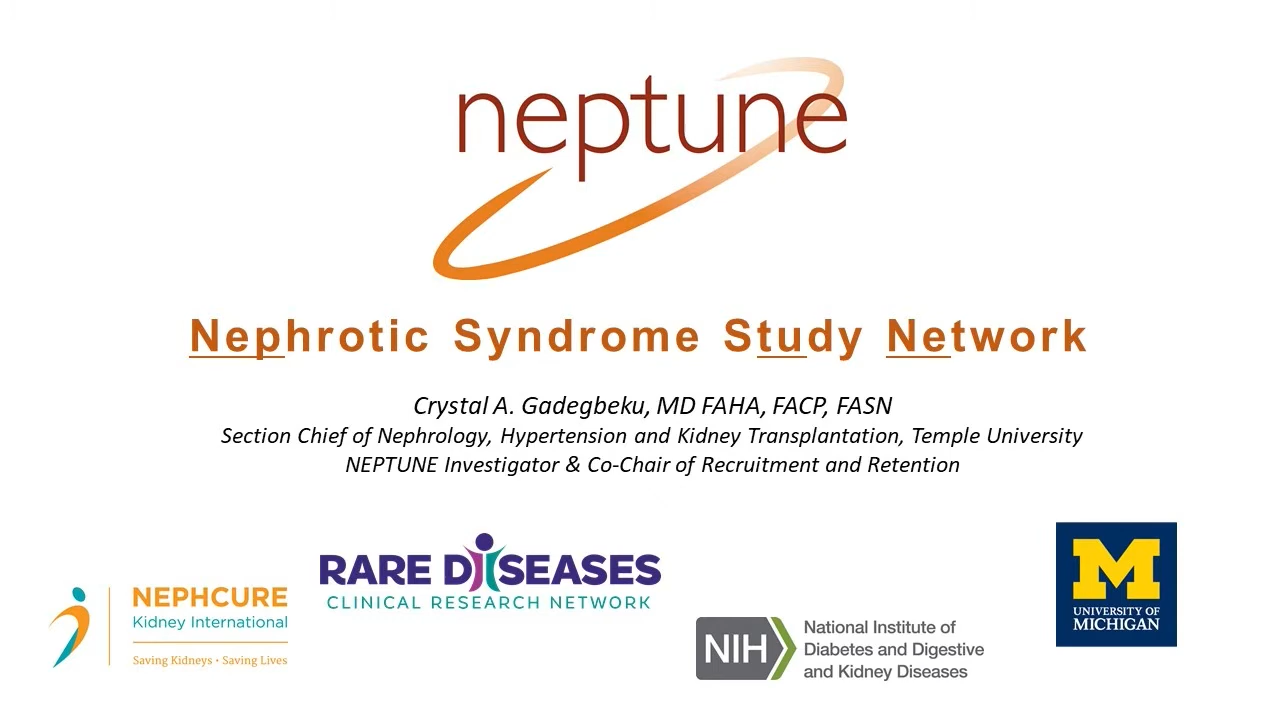 neptune
Nephrotic Syndrome Study Network
Crystal A. Gadegbeku, MD FAHA, FACP, FASN
Section Chief of Nephrology, Hypertension and Kidney Transplantation, Temple University
NEPTUNE Investigator & Co-Chair of Recruitment and Retention
NEPHCURE
Kidney International
Saving Kidneys • Saving Lives
RARE DISEASES
CLINICAL RESEARCH NETWORK
NIH
National Institute of
Diabetes and Digestive
and Kidney Diseases
M
UNIVERSITY OF
MICHIGAN